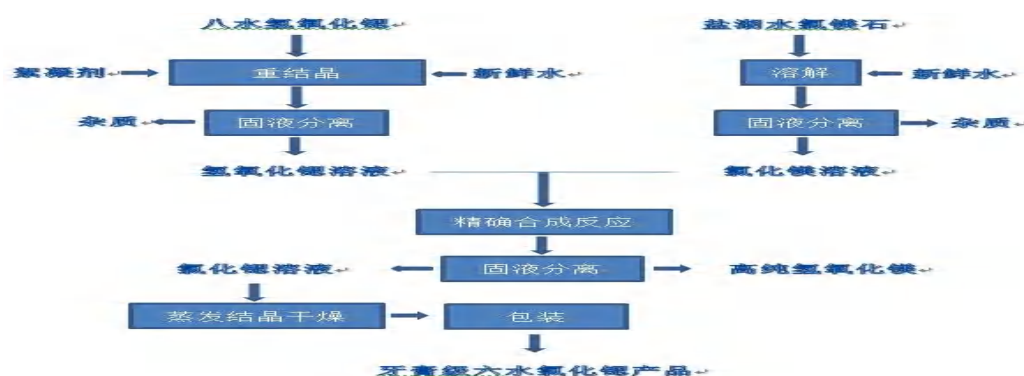 八水氢氧化锶 盐湖水氯镁石
絮凝剂 重结晶 新鲜水 溶解 新鲜水
杂质 固液分离 固液分离 杂质
氢氧化锶溶液 氯化镁溶液
精确合成反应
氯化锶溶液 固液分离 高纯氢氧化镁
蒸发结晶干燥 包装
牙膏级六水氯化锶产品